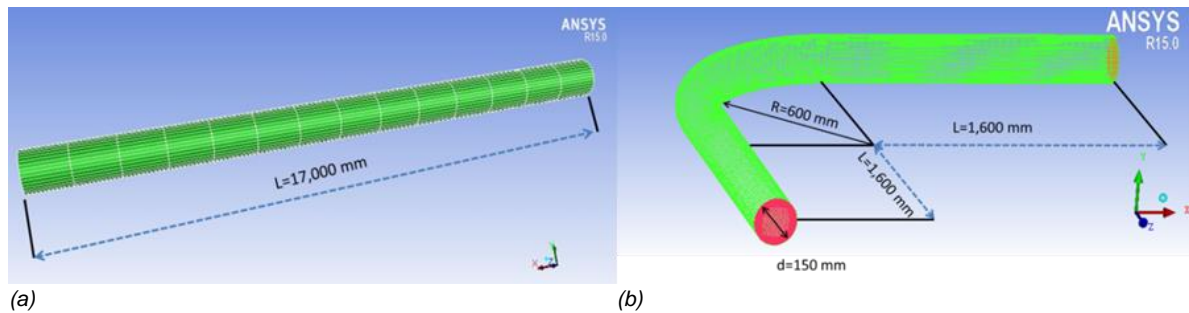 ANSYS
R15.0
L=17,000 mm
Y
X
Z
(a)
ANSYS
R15.0
R=600 mm
L=1,600 mm
L=1,600 mm
d=150 mm
Y
X
Z
(b)